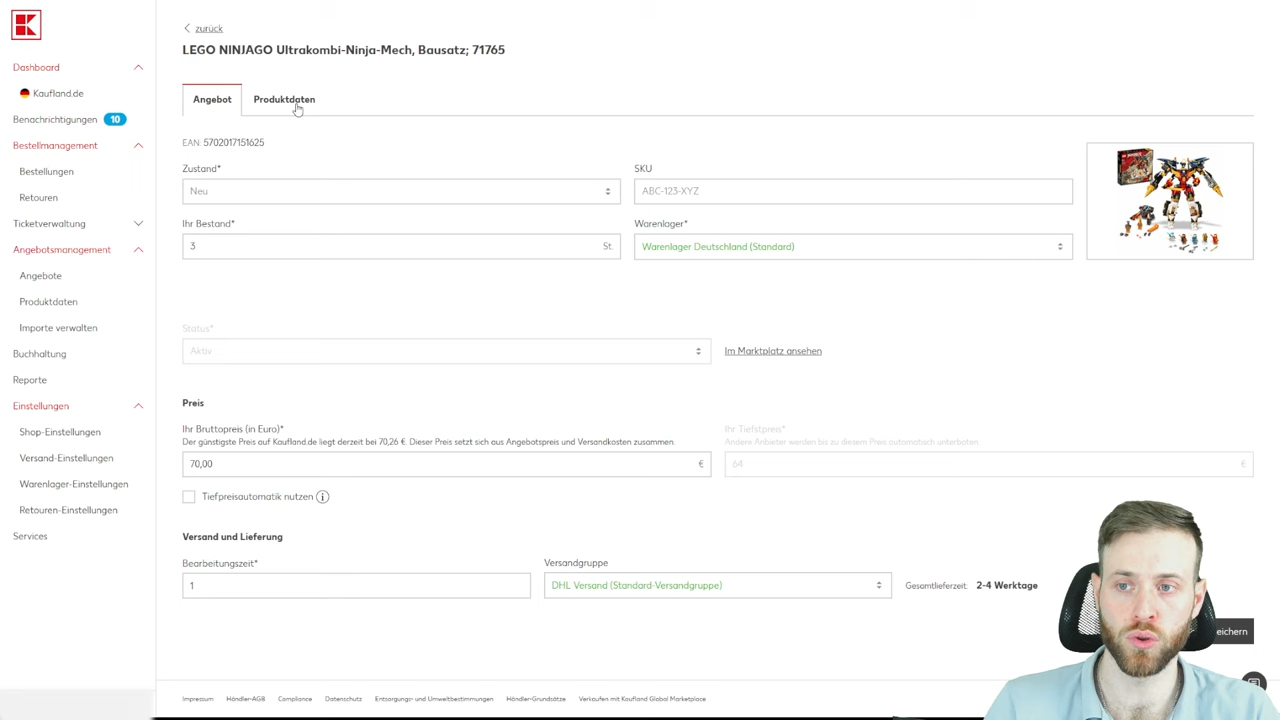 zurück
LEGO NINJAGO Ultrakombi-Ninja-Mech, Bausatz; 71765
Dashboard
Kaufland.de
Benachrichtigungen 10
Bestellmanagement
Bestellungen
Retouren
Ticketverwaltung
Angebotsmanagement
Angebote
Produktdaten
Importe verwalten
Buchhaltung
Reporte
Einstellungen
Shop-Einstellungen
Versand-Einstellungen
Warenlager-Einstellungen
Retouren-Einstellungen
Services
Angebot Produktdaten
EAN: 5702017151625
Zustand* SKU
Neu ABC-123-XYZ
Ihr Bestand* Warenlager*
3 St. Warenlager Deutschland (Standard)
Status*
Aktiv Im Marktplatz ansehen
Preis
Ihr Bruttopreis (in Euro)* Ihr Tiefstpreis*
Der günstigste Preis auf Kaufland.de liegt derzeit bei 70,26 €. Dieser Preis setzt sich aus Angebotspreis und Versandkosten zusammen. Andere Anbieter werden bis zu diesem Preis automatisch unterboten.
70,00 € 64 €
Tiefpreisautomatik nutzen
Versand und Lieferung
Bearbeitungszeit* Versandgruppe
1 DHL Versand (Standard-Versandgruppe) Gesamtlieferzeit: 2-4 Werktage
eichern
Impressum Händler-AGB Compliance Datenschutz Entsorgungs- und Umweltbestimmungen Händler-Grundsätze Verkaufen mit Kaufland Global Marketplace